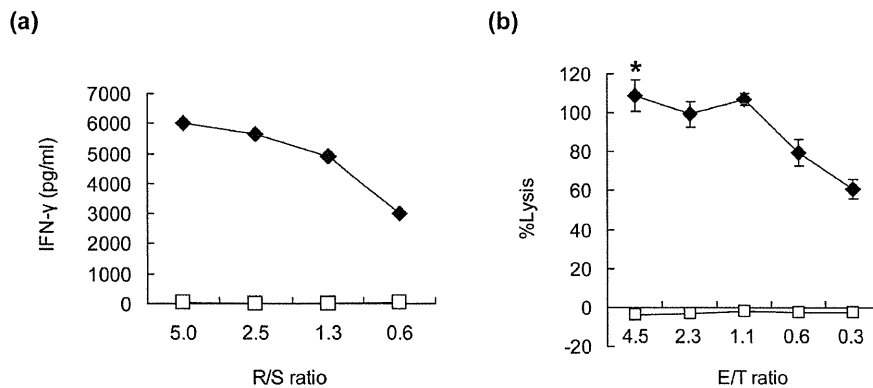 (a)
IFN-γ (pg/ml)
7000
6000
5000
4000
3000
2000
1000
0
5.0 2.5 1.3 0.6
R/S ratio
(b)
*
%Lysis
120
100
80
60
40
20
0
-20
4.5 2.3 1.1 0.6 0.3
E/T ratio